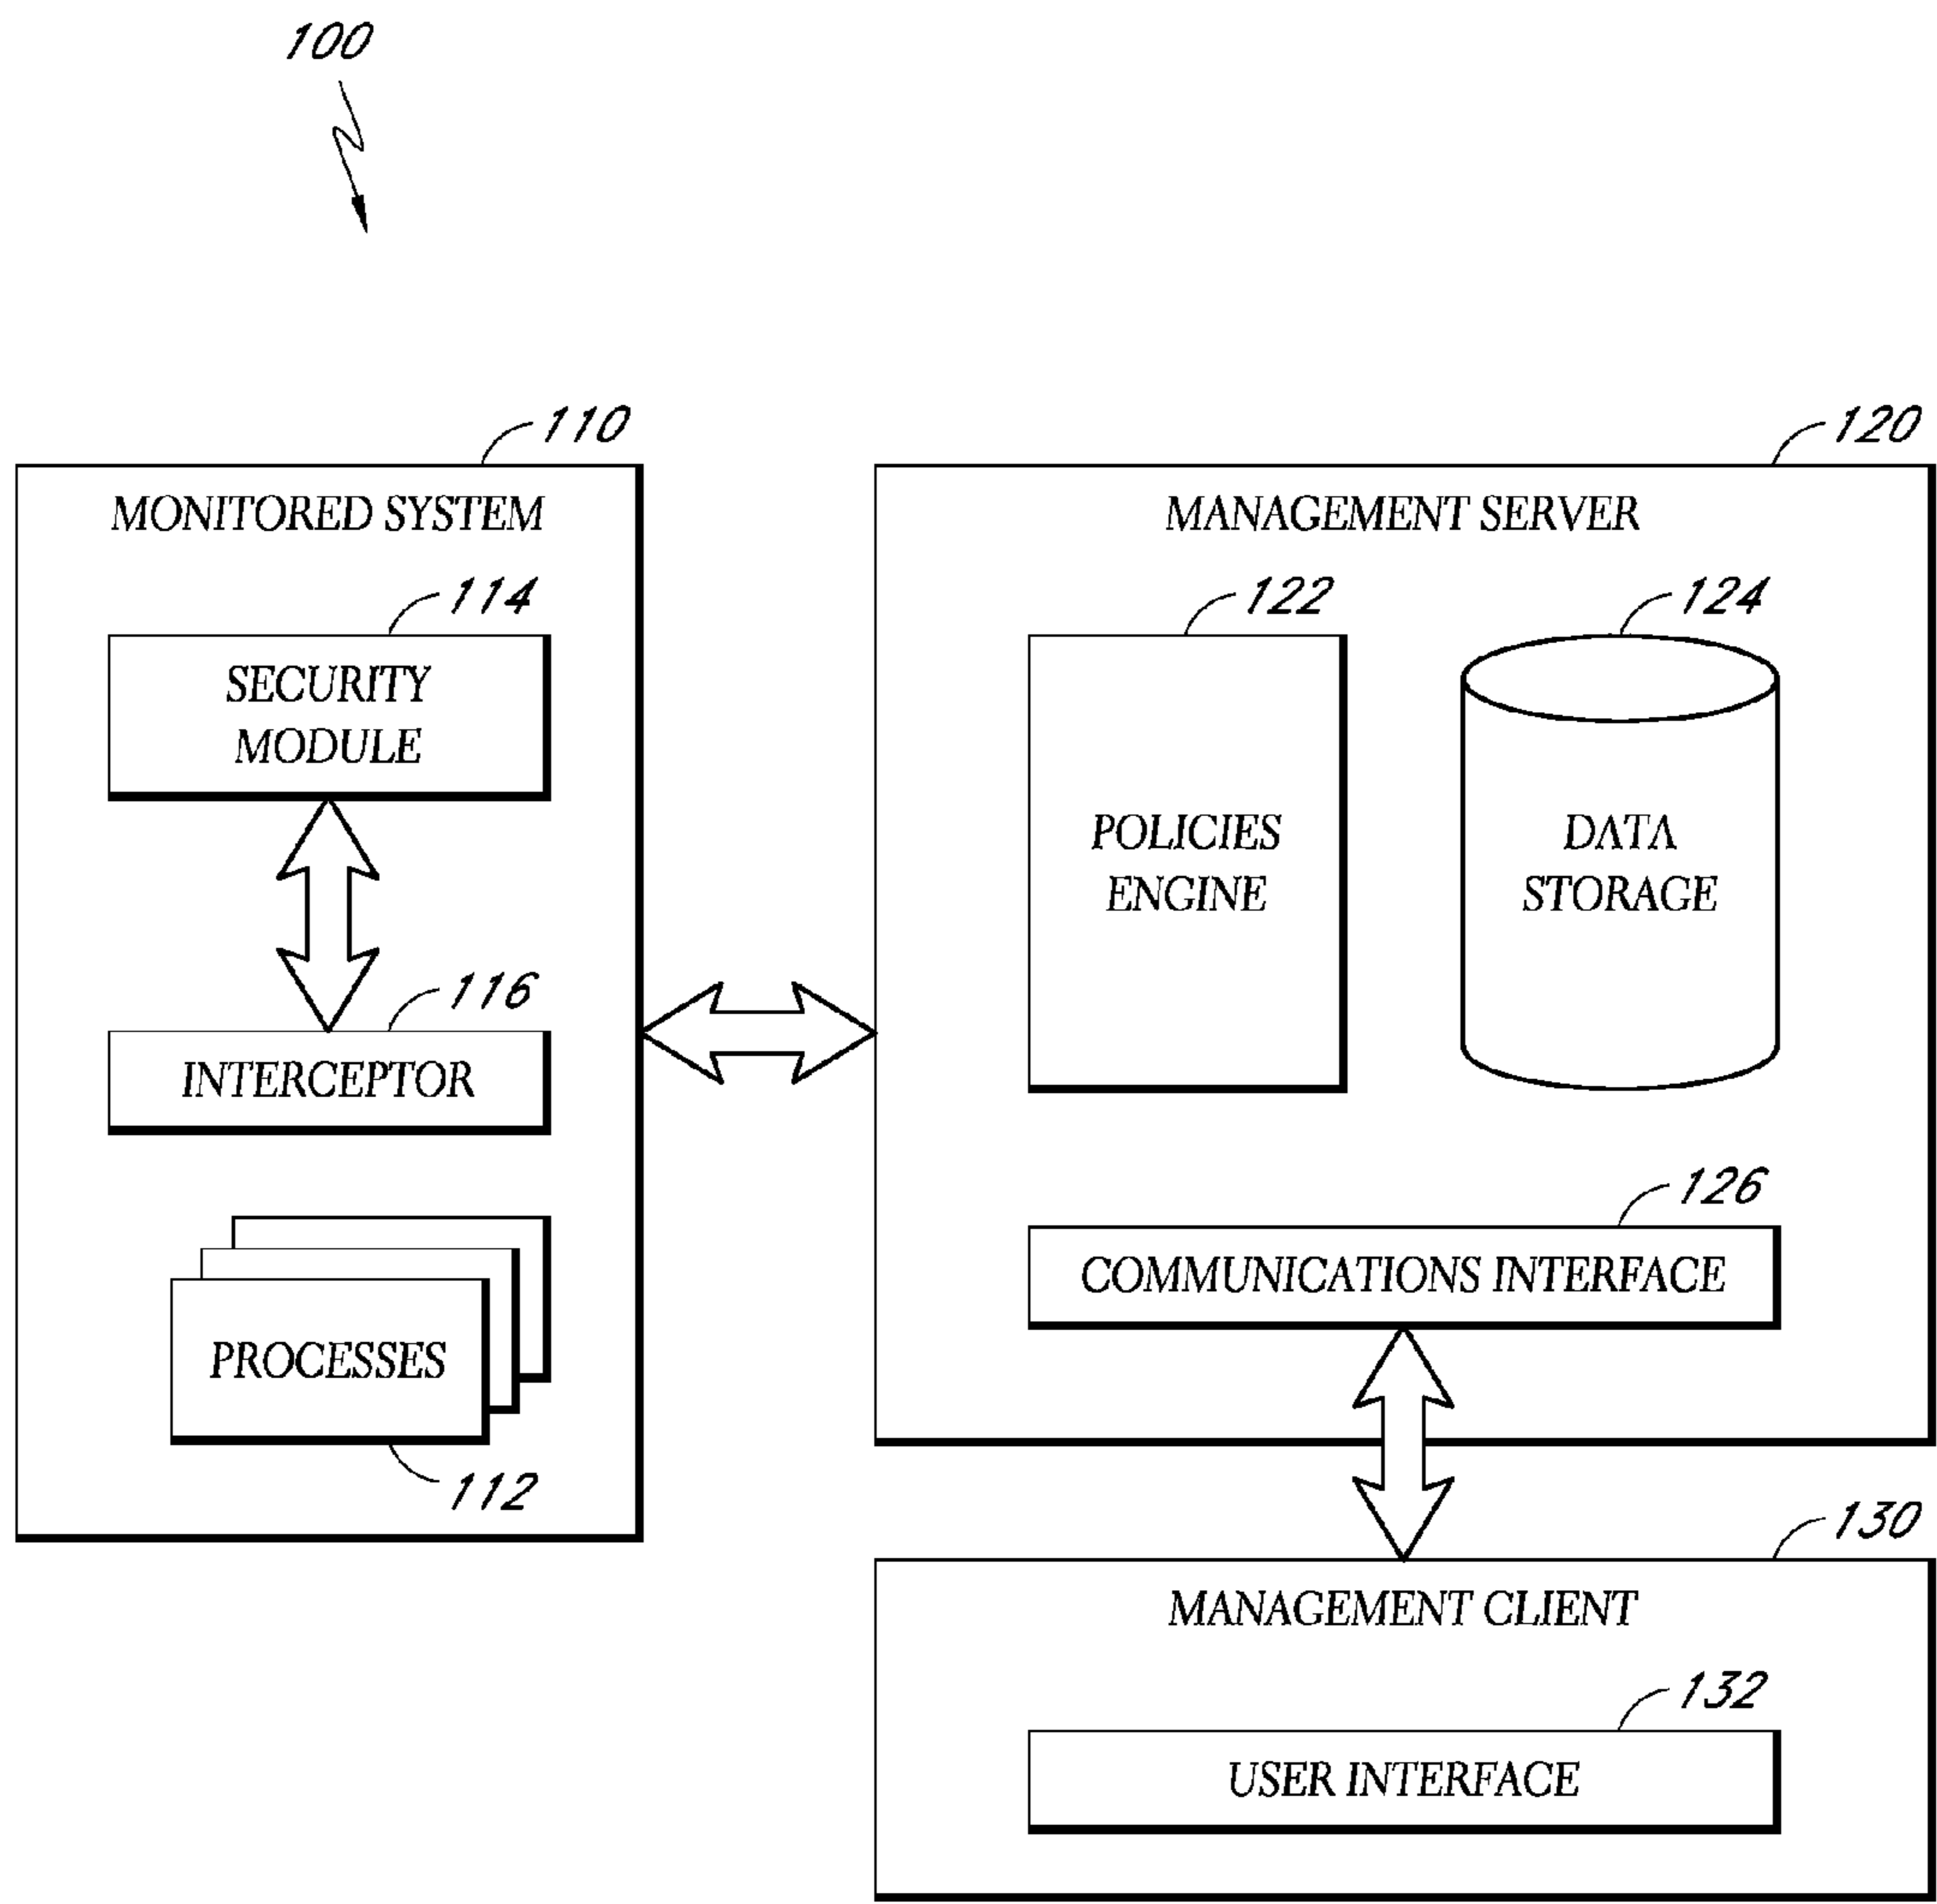 100
110
MONITORED SYSTEM
114
SECURITY
MODULE
116
INTERCEPTOR
PROCESSES
112
120
MANAGEMENT SERVER
122
POLICIES
ENGINE
124
DATA
STORAGE
126
COMMUNICATIONS INTERFACE
130
MANAGEMENT CLIENT
132
USER INTERFACE